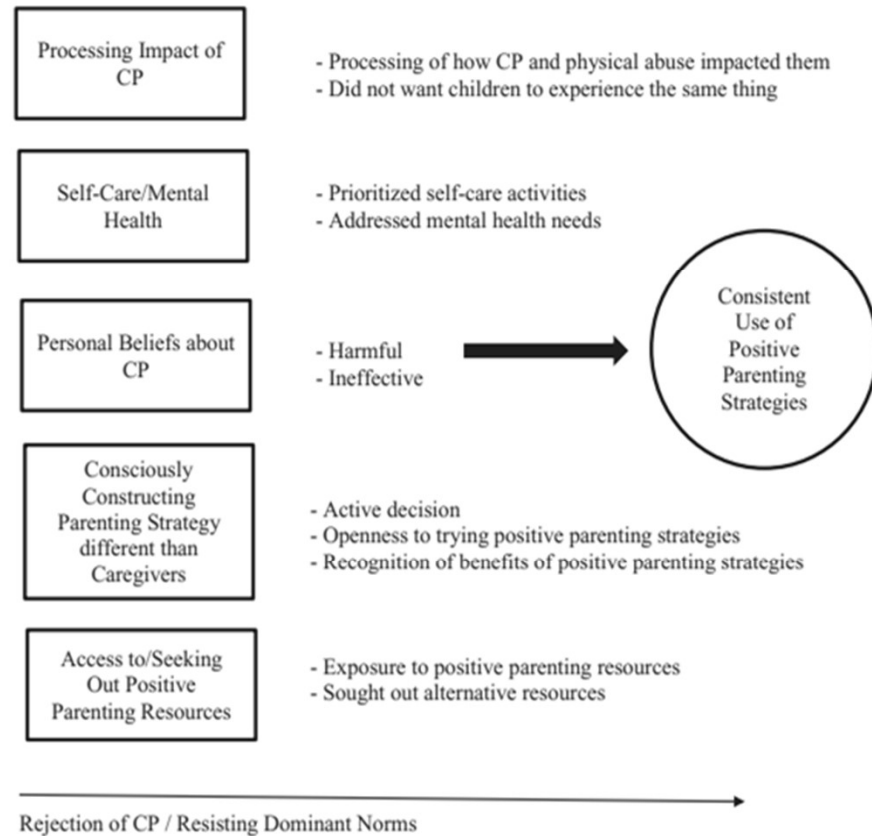 Processing Impact of
CP
- Processing of how CP and physical abuse impacted them
- Did not want children to experience the same thing
Self-Care/Mental
Health
- Prioritized self-care activities
- Addressed mental health needs
Personal Beliefs about
CP
- Harmful
- Ineffective
Consistent
Use of
Positive
Parenting
Strategies
Consciously
Constructing
Parenting Strategy
different than
Caregivers
- Active decision
- Openness to trying positive parenting strategies
- Recognition of benefits of positive parenting strategies
Access to/Seeking
Out Positive
Parenting Resources
- Exposure to positive parenting resources
- Sought out alternative resources
Rejection of CP / Resisting Dominant Norms